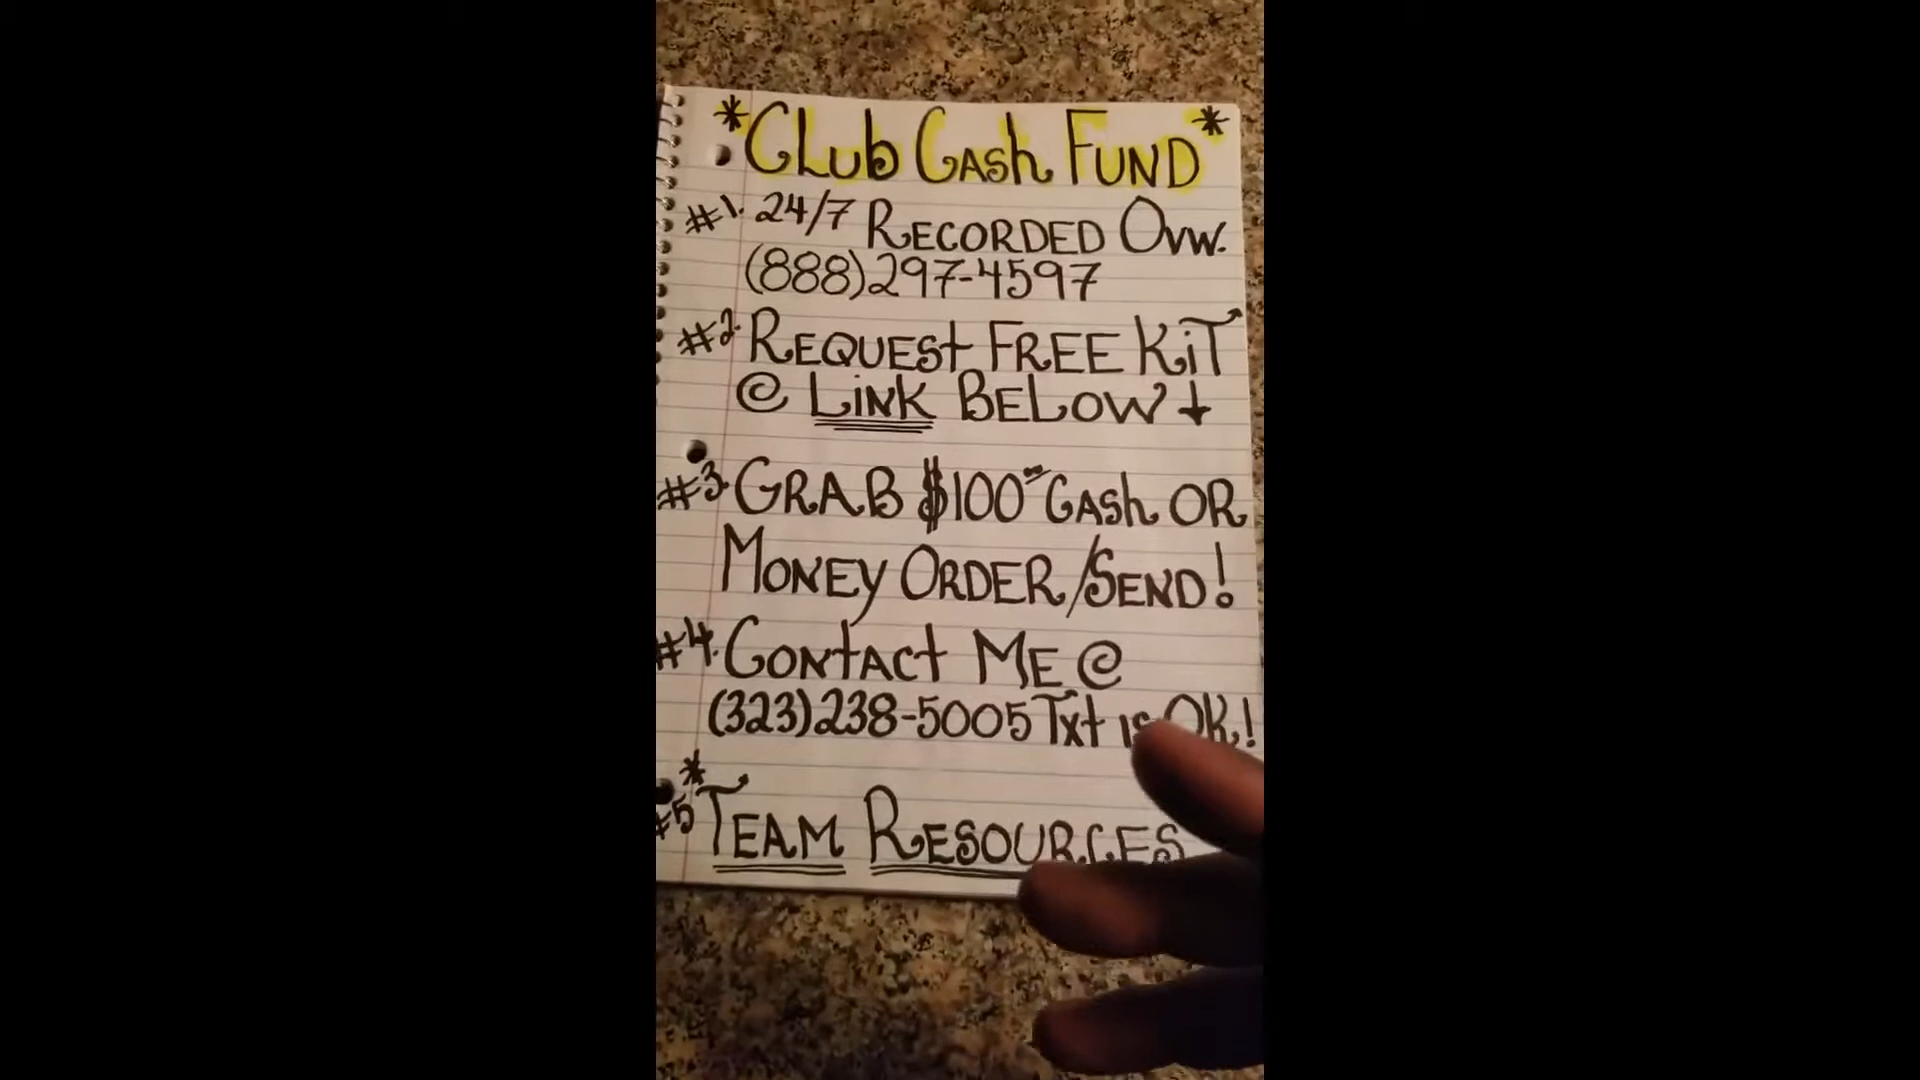 *Club Cash Fund*
#1. 24/7 Recorded Ovw.
(888)297-4597
#2. Request FREE Kit
@ Link Below ↓
#3. Grab $100⁰⁰ Cash OR
Money Order/Send!
#4. Contact Me @
(323)238-5005 Txt is OK!
*
#5 Team Resources